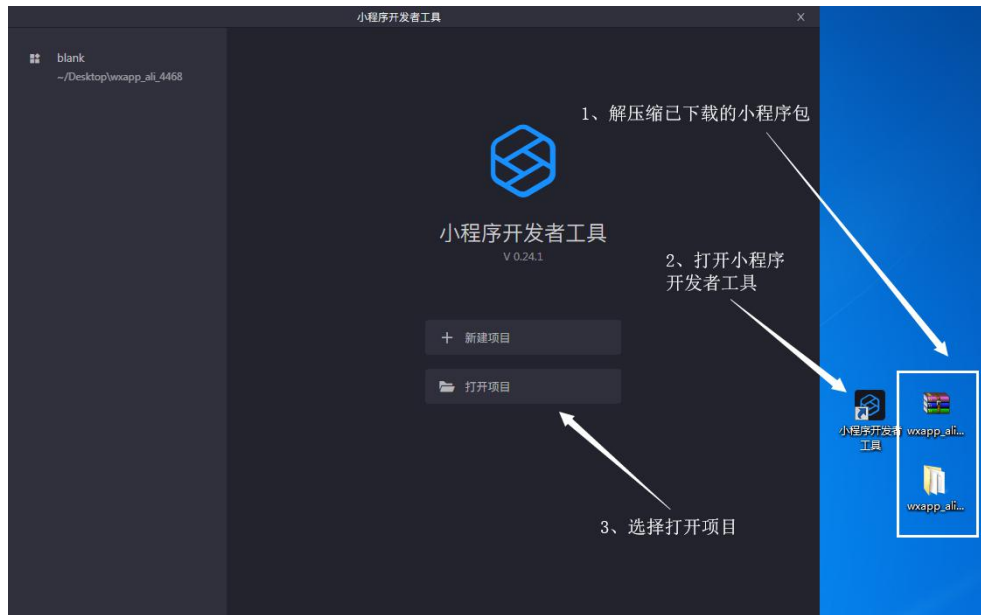 小程序开发者工具
X
blank
~/Desktop\wxapp_ali_4468
1、解压缩已下载的小程序包
小程序开发者工具
V 0.24.1
2、打开小程序
开发者工具
+ 新建项目
打开项目
小程序开发者
工具
wxapp_ali...
wxapp_ali...
3、选择打开项目